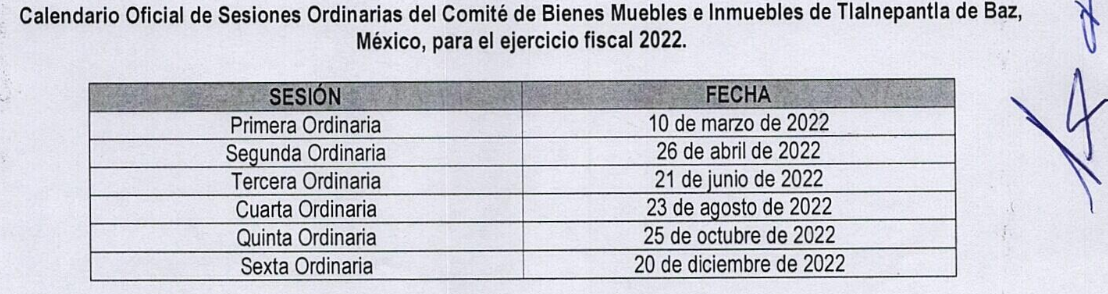 Calendario Oficial de Sesiones Ordinarias del Comité de Bienes Muebles e Inmuebles de Tlalnepantla de Baz,
México, para el ejercicio fiscal 2022.
SESIÓN FECHA
Primera Ordinaria 10 de marzo de 2022
Segunda Ordinaria 26 de abril de 2022
Tercera Ordinaria 21 de junio de 2022
Cuarta Ordinaria 23 de agosto de 2022
Quinta Ordinaria 25 de octubre de 2022
Sexta Ordinaria 20 de diciembre de 2022